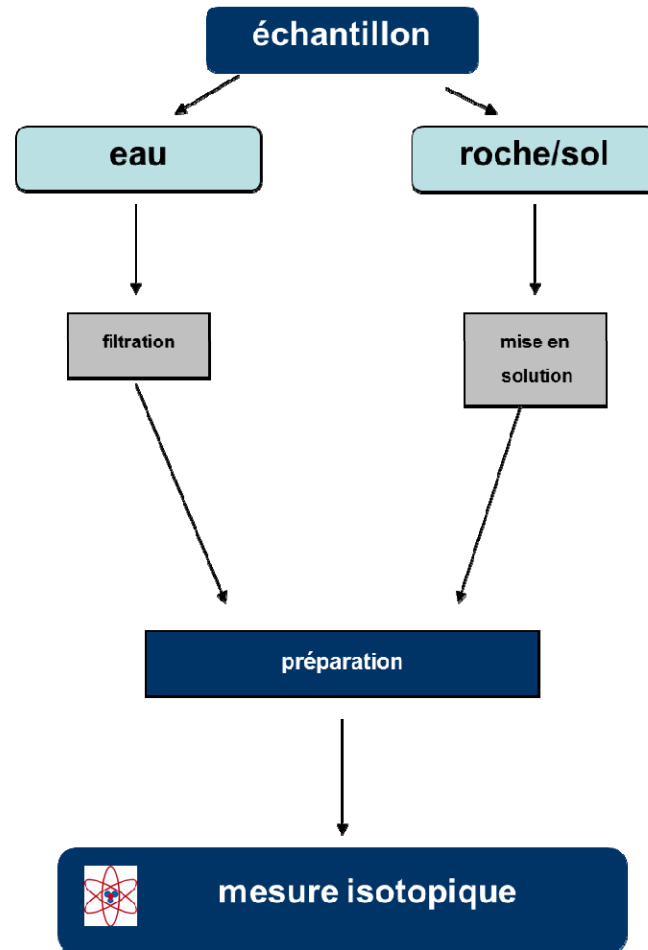 échantillon
eau
roche/sol
filtration
mise en
solution
préparation
mesure isotopique